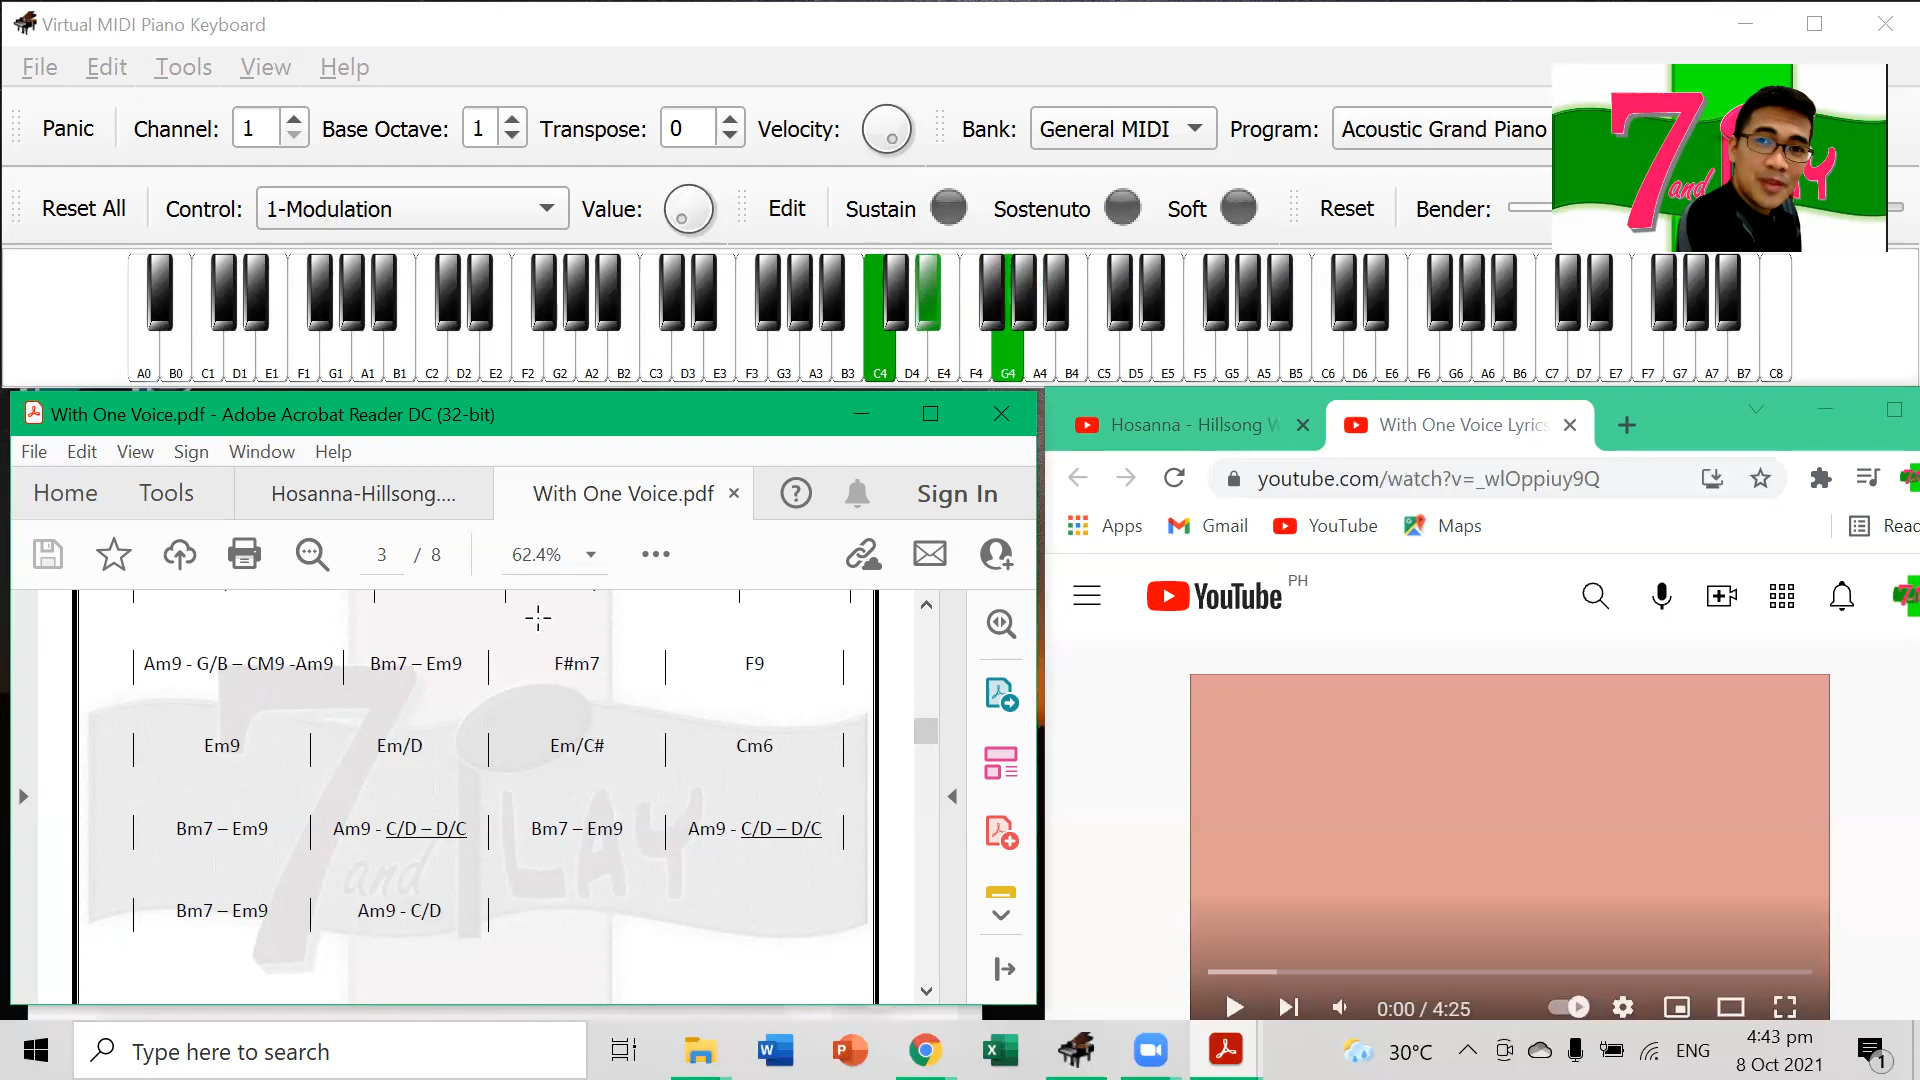 Virtual MIDI Piano Keyboard
File Edit Tools View Help
Panic Channel: 1 Base Octave: 1 Transpose: 0 Velocity: Bank: General MIDI Program: Acoustic Grand Piano
7 and Play
Reset All Control: 1-Modulation Value: Edit Sustain Sostenuto Soft Reset Bender:
A0 B0 C1 D1 E1 F1 G1 A1 B1 C2 D2 E2 F2 G2 A2 B2 C3 D3 E3 F3 G3 A3 B3 C4 D4 E4 F4 G4 A4 B4 C5 D5 E5 F5 G5 A5 B5 C6 D6 E6 F6 G6 A6 B6 C7 D7 E7 F7 G7 A7 B7 C8
With One Voice.pdf - Adobe Acrobat Reader DC (32-bit)
File Edit View Sign Window Help
Home Tools Hosanna-Hillsong.... With One Voice.pdf Sign In
3 / 8 62.4%
Am9 - G/B – CM9 -Am9 Bm7 – Em9 F#m7 F9
Em9 Em/D Em/C# Cm6
Bm7 – Em9 Am9 - C/D – D/C Bm7 – Em9 Am9 - C/D – D/C
Bm7 – Em9 Am9 - C/D
7 and PLAY
Hosanna - Hillsong With One Voice Lyrics
youtube.com/watch?v=_wlOppiuy9Q
Apps Gmail YouTube Maps
YouTube PH
0:00 / 4:25
Type here to search
30°C ENG 4:43 pm
8 Oct 2021 1